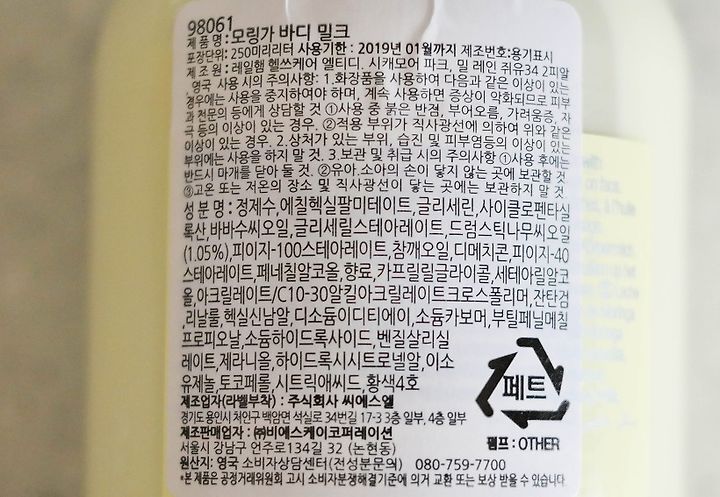 98061
제 품 명 : 모링가 바디 밀크
포장단위: 250미리리터 사용기한 : 2019년 01월까지 제조번호:용기표시
제 조 원 : 레일햄 헬쓰케어 엘티디. 시캐모어 파크, 밀 레인 쥐유34 2피알
, 영국 사용 시의 주의사항: 1.화장품을 사용하여 다음과 같은 이상이 있는
경우에는 사용을 중지하여야 하며, 계속 사용하면 증상이 악화되므로 피부
과 전문의 등에게 상담할 것 ①사용 중 붉은 반점, 부어오름, 가려움증, 자
극 등의 이상이 있는 경우. ②적용 부위가 직사광선에 의하여 위와 같은
이상이 있는 경우. 2.상처가 있는 부위, 습진 및 피부염등의 이상이 있는
부위에는 사용을 하지 말 것. 3.보관 및 취급 시의 주의사항 ①사용 후에는
반드시 마개를 닫아 둘 것. ②유아.소아의 손이 닿지 않는 곳에 보관할 것
③고온 또는 저온의 장소 및 직사광선이 닿는 곳에는 보관하지 말 것.
성 분 명 : 정제수,에칠헥실팔미테이트,글리세린,사이클로펜타실
록산,바바수씨오일,글리세릴스테아레이트,드럼스틱나무씨오일
(1.05%),피이지-100스테아레이트,참깨오일,디메치콘,피이지-40
스테아레이트,페네칠알코올,향료,카프릴릴글라이콜,세테아릴알코
올,아크릴레이트/C10-30알킬아크릴레이트크로스폴리머,잔탄검
,리날룰,헥실신남알,디소듐이디티에이,소듐카보머,부틸페닐메칠
프로피오날,소듐하이드록사이드,벤질살리실
레이트,제라니올,하이드록시시트로넬알,이소
유제놀,토코페롤,시트릭애씨드,황색4호
페트
펌프 : OTHER
제조업자(라벨부착) : 주식회사 씨에스엘
경기도 용인시 처인구 백암면 석실로 34번길 17-3 3층 일부, 4층 일부
제조판매업자 : ㈜비에스케이코퍼레이션
서울시 강남구 언주로134길 32 (논현동)
원산지: 영국 소비자상담센터(전성분문의) 080-759-7700
*본 제품은 공정거래위원회 고시 소비자분쟁해결기준에 의거 교환 또는 보상 받을 수 있습니다.